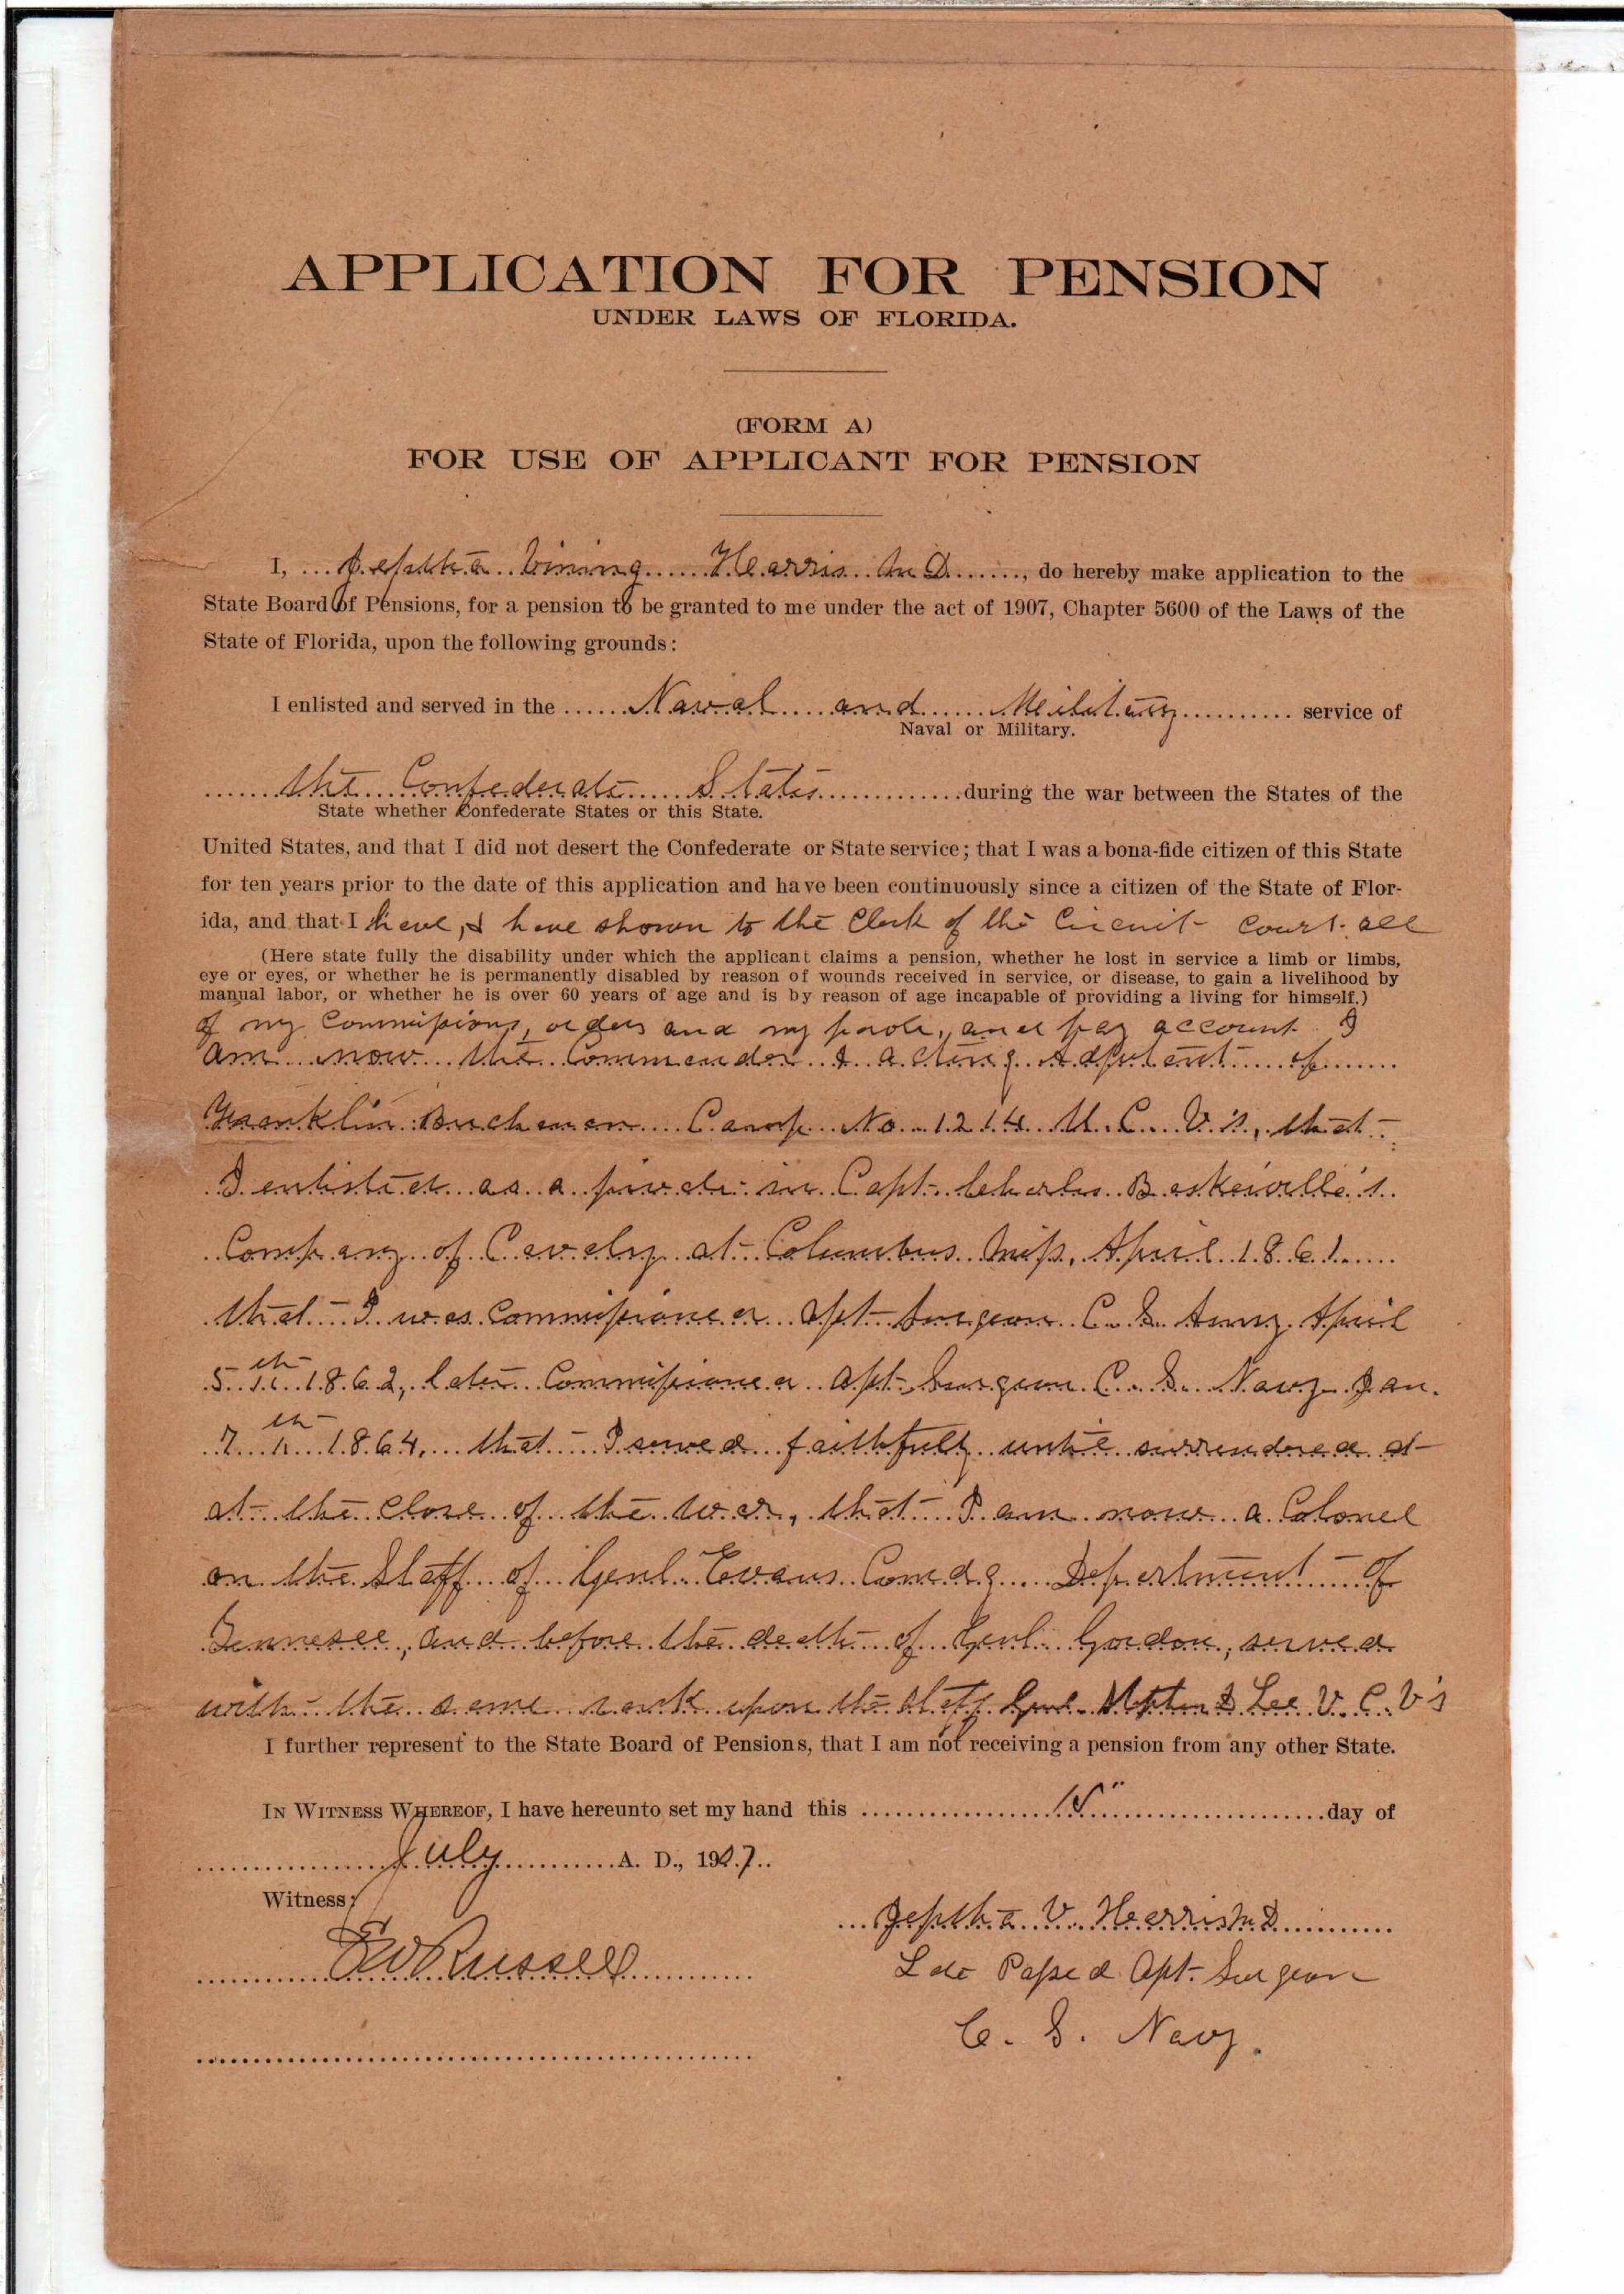 APPLICATION FOR PENSION
UNDER LAWS OF FLORIDA.
(FORM A)
FOR USE OF APPLICANT FOR PENSION
I, Jeptha Vining Harris M D, do hereby make application to the
State Board of Pensions, for a pension to be granted to me under the act of 1907, Chapter 5600 of the Laws of the
State of Florida, upon the following grounds:
I enlisted and served in the Naval and Military service of
Naval or Military.
the Confederate States during the war between the States of the
State whether Confederate States or this State.
United States, and that I did not desert the Confederate or State service; that I was a bona-fide citizen of this State
for ten years prior to the date of this application and have been continuously since a citizen of the State of Flor-
ida, and that I have, & have shown to the Clerk of the Circuit Court all
(Here state fully the disability under which the applicant claims a pension, whether he lost in service a limb or limbs,
eye or eyes, or whether he is permanently disabled by reason of wounds received in service, or disease, to gain a livelihood by
manual labor, or whether he is over 60 years of age and is by reason of age incapable of providing a living for himself.)
of my Commissions, orders and my parole, and pay account. I
am now the Commander & acting Adjutant of
Franklin Buchanan Camp No. 1214 U. C. V's, that
I enlisted as a private in Capt. Charles Baskerville's
Company of Cavalry at Columbus Miss, April 1861
that I was Commissioned Asst Surgeon C. S. Army April
5th 1862, later Commissioned Asst. Surgeon C. S. Navy Jan.
7th 1864, that I served faithfully until surrendered at
at the close of the War, that I am now a Colonel
on the Staff of Genl. Evans Comdg Department of
Tennessee, and before the death of Genl. Gordon, served
with the same rank upon the Staff Genl. Stephen D Lee U. C. V's
I further represent to the State Board of Pensions, that I am not receiving a pension from any other State.
IN WITNESS WHEREOF, I have hereunto set my hand this day of
July A. D., 1907
Witness:
Jeptha V. Harris M. D
E W Russell
Late Passed Asst. Surgeon
C. S. Navy.